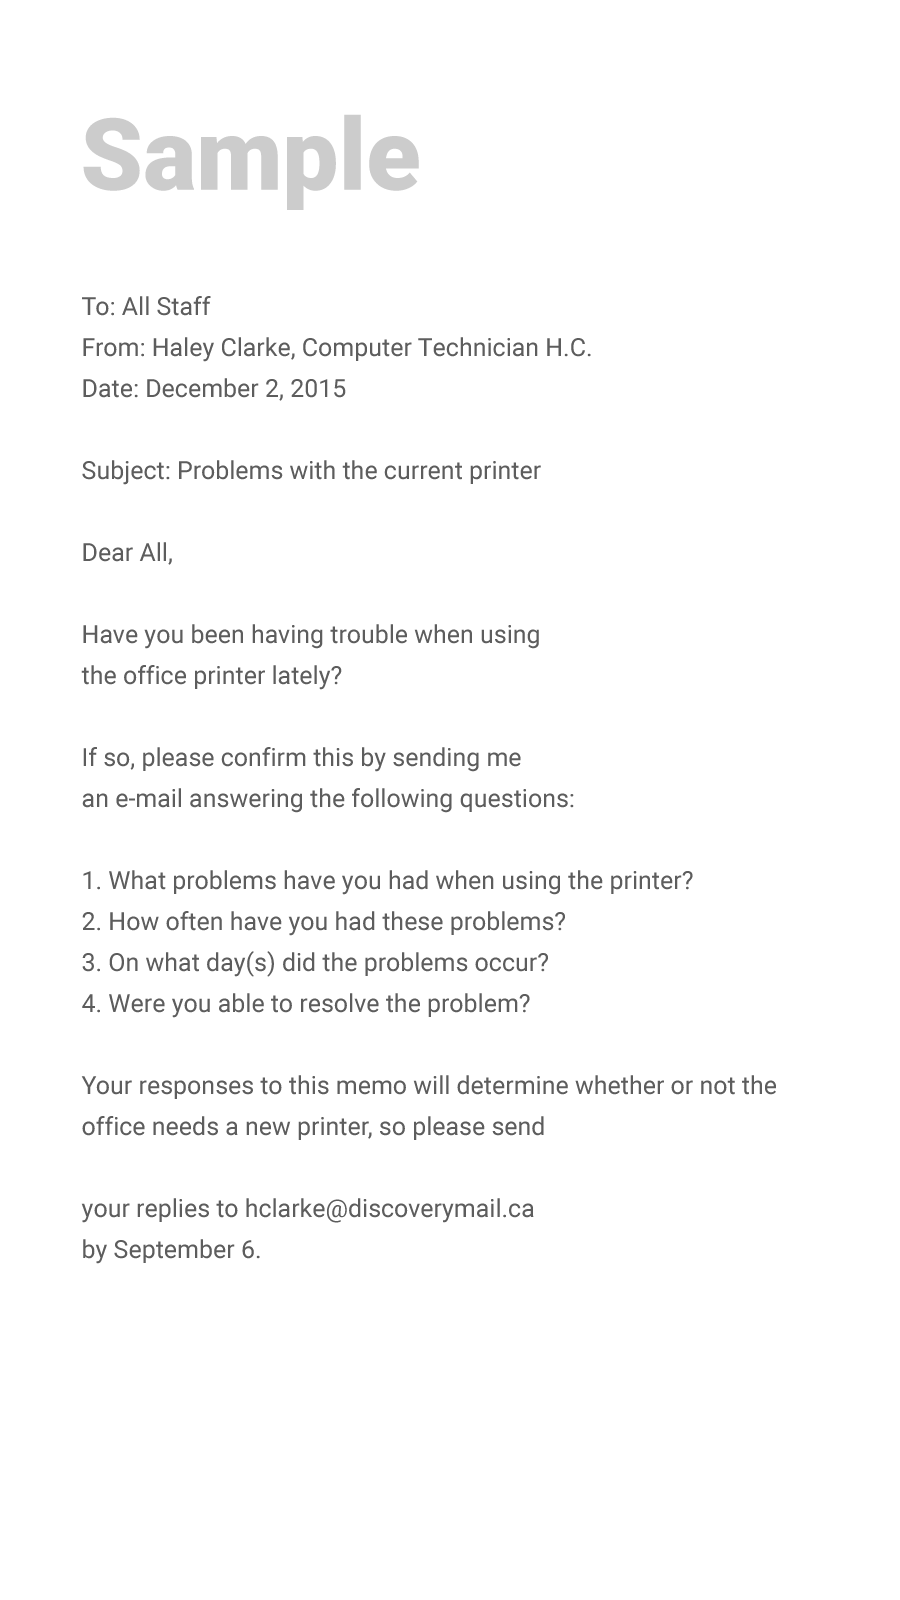 Sample
To: All Staff
From: Haley Clarke, Computer Technician H.C.
Date: December 2, 2015
Subject: Problems with the current printer
Dear All,
Have you been having trouble when using
the office printer lately?
If so, please confirm this by sending me
an e-mail answering the following questions:
1. What problems have you had when using the printer?
2. How often have you had these problems?
3. On what day(s) did the problems occur?
4. Were you able to resolve the problem?
Your responses to this memo will determine whether or not the
office needs a new printer, so please send
your replies to hclarke@discoverymail.ca
by September 6.